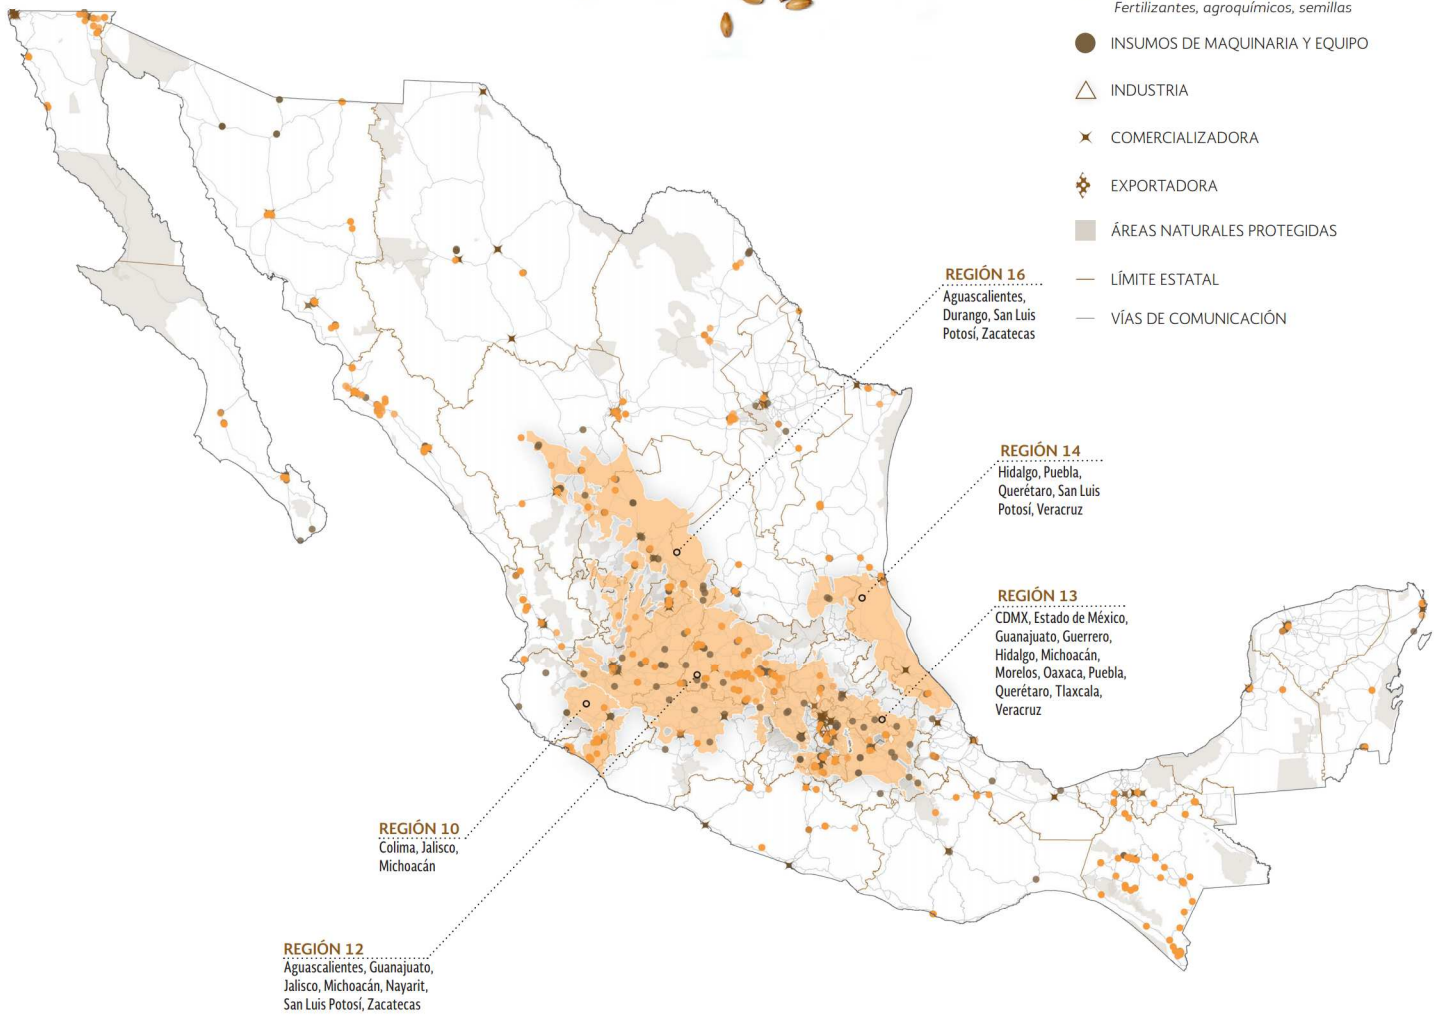 Fertilizantes, agroquímicos, semillas
INSUMOS DE MAQUINARIA Y EQUIPO
INDUSTRIA
COMERCIALIZADORA
EXPORTADORA
ÁREAS NATURALES PROTEGIDAS
LÍMITE ESTATAL
VÍAS DE COMUNICACIÓN
REGIÓN 16
Aguascalientes,
Durango, San Luis
Potosí, Zacatecas
REGIÓN 14
Hidalgo, Puebla,
Querétaro, San Luis
Potosí, Veracruz
REGIÓN 13
CDMX, Estado de México,
Guanajuato, Guerrero,
Hidalgo, Michoacán,
Morelos, Oaxaca, Puebla,
Querétaro, Tlaxcala,
Veracruz
REGIÓN 10
Colima, Jalisco,
Michoacán
REGIÓN 12
Aguascalientes, Guanajuato,
Jalisco, Michoacán, Nayarit,
San Luis Potosí, Zacatecas